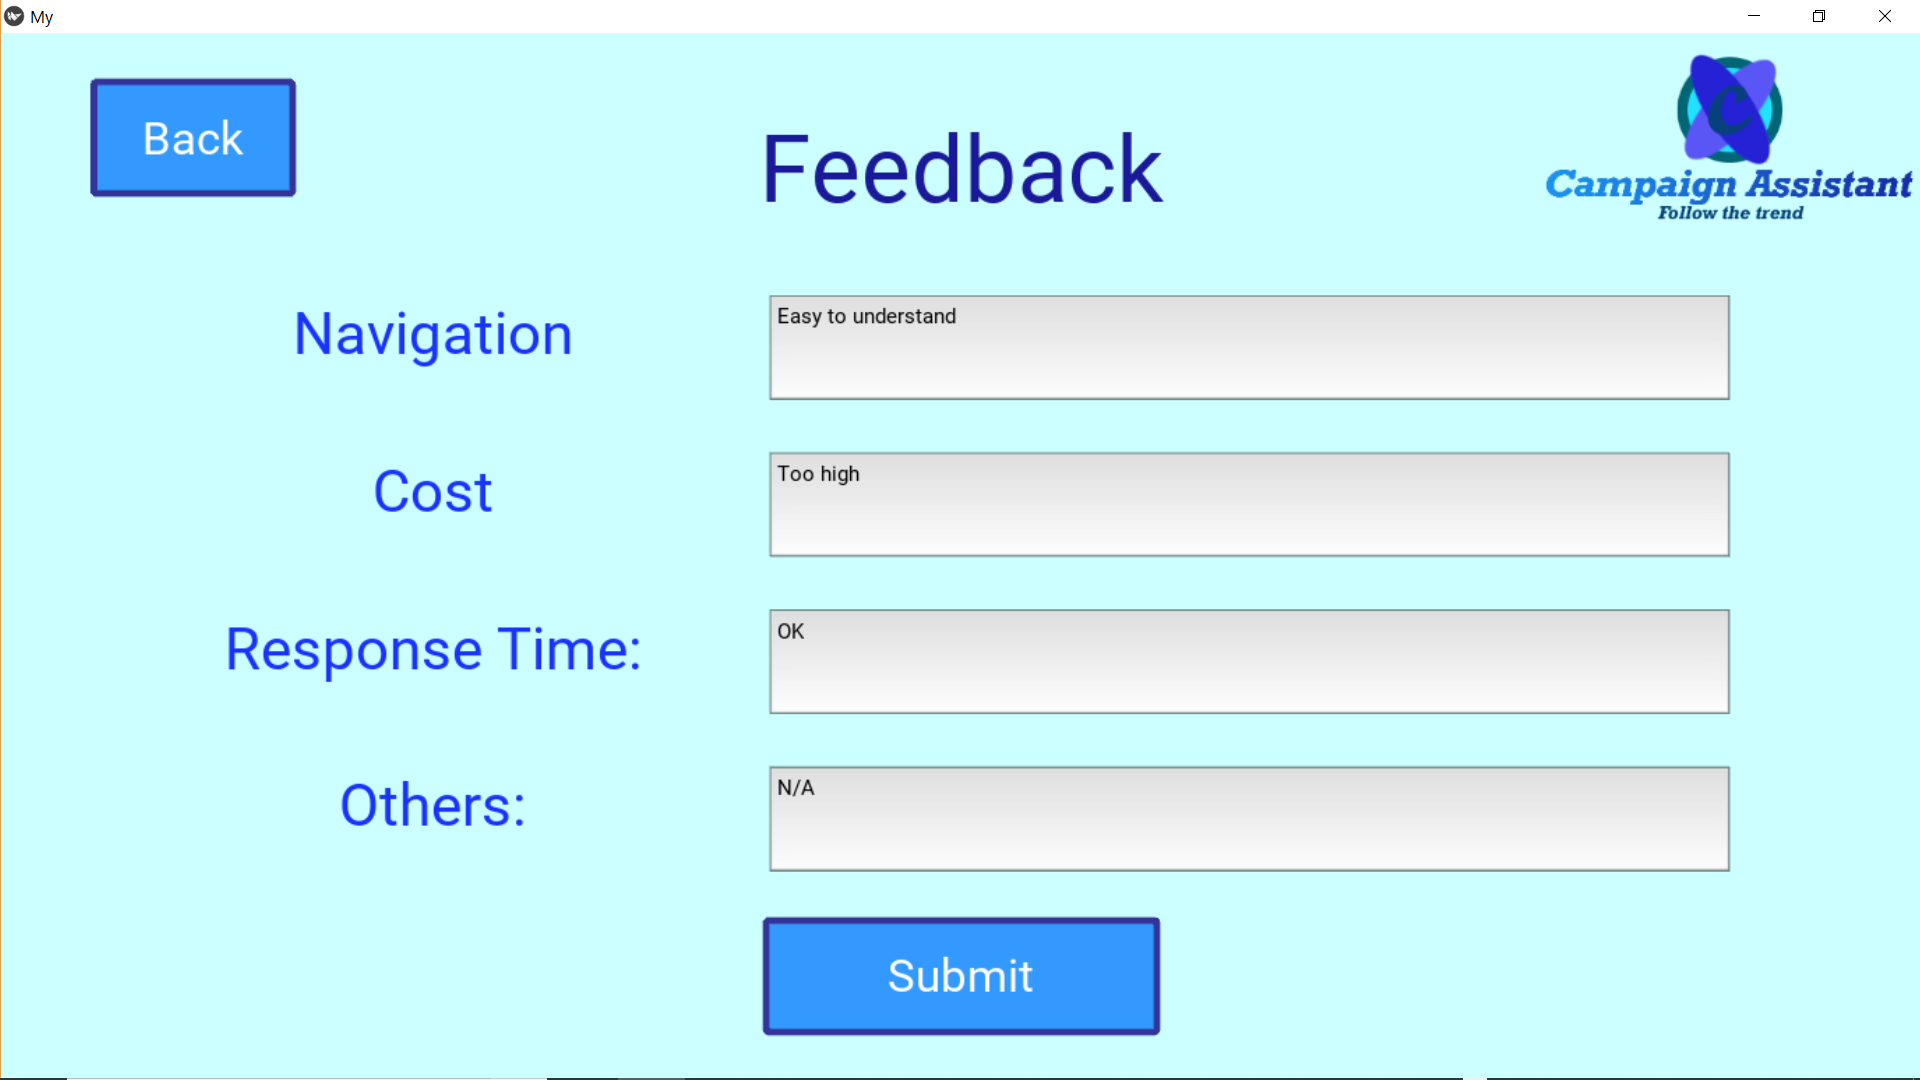 My
Back
Feedback
C
Campaign Assistant
Follow the trend
Navigation
Easy to understand
Cost
Too high
Response Time:
OK
Others:
N/A
Submit